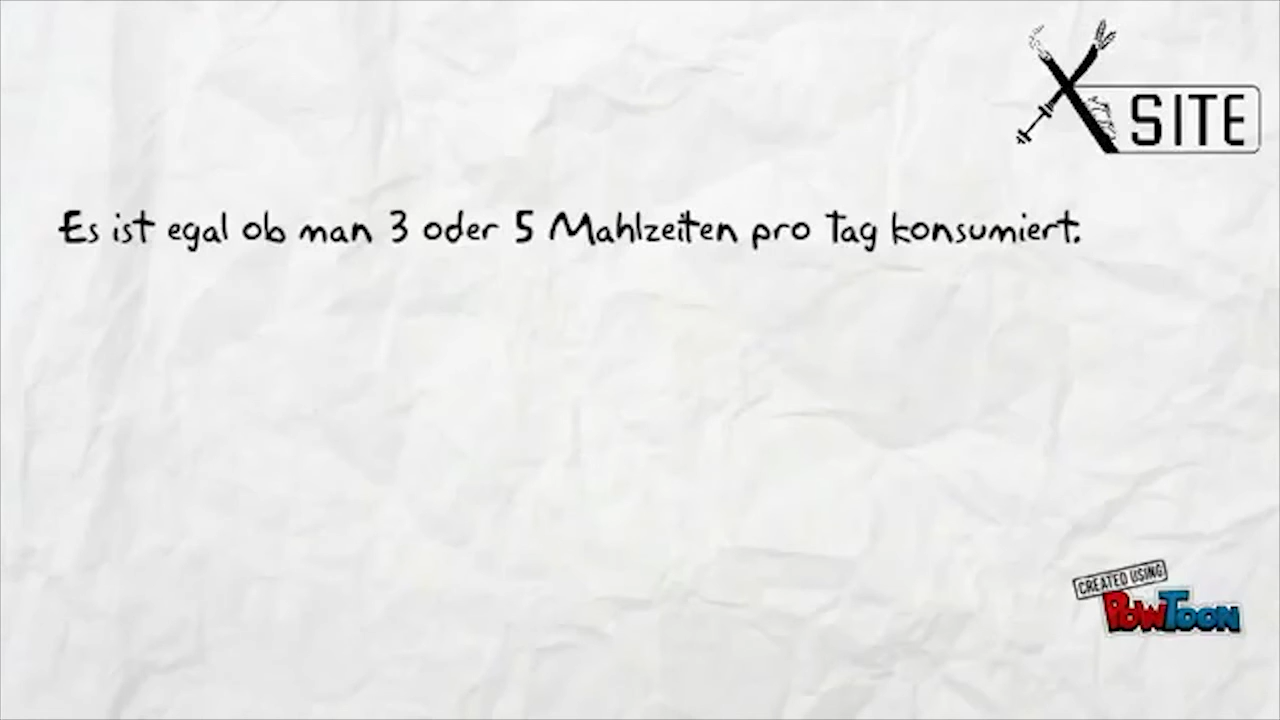 X SITE
Es ist egal ob man 3 oder 5 Mahlzeiten pro Tag konsumiert.
CREATED USING
POWTOON